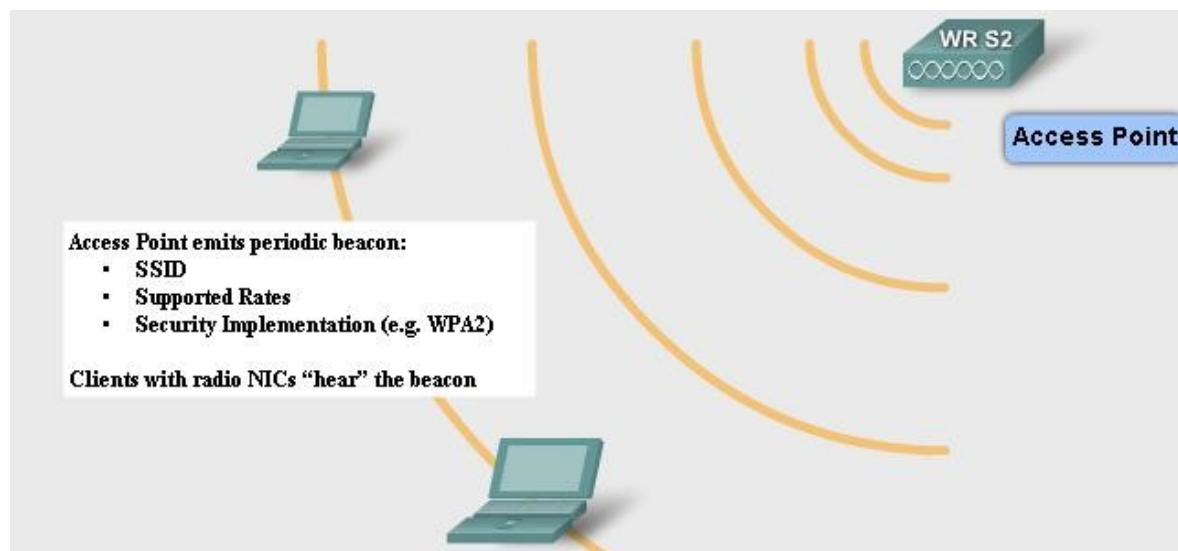 WR S2
Access Point
Access Point emits periodic beacon:
▪ SSID
▪ Supported Rates
▪ Security Implementation (e.g. WPA2)
Clients with radio NICs “hear” the beacon